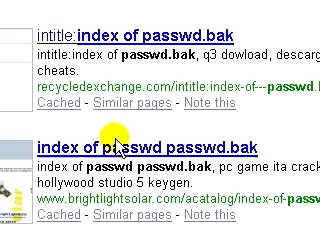 intitle:index of passwd.bak
intitle:index of passwd.bak, q3 dowload, descarg
cheats.
recycledexchange.com/intitle:index-of---passwd.
Cached - Similar pages - Note this
index of passwd passwd.bak
index of passwd passwd.bak, pc game ita crack
hollywood studio 5 keygen.
www.brightlightsolar.com/acatalog/index-of-passw
Cached - Similar pages - Note this